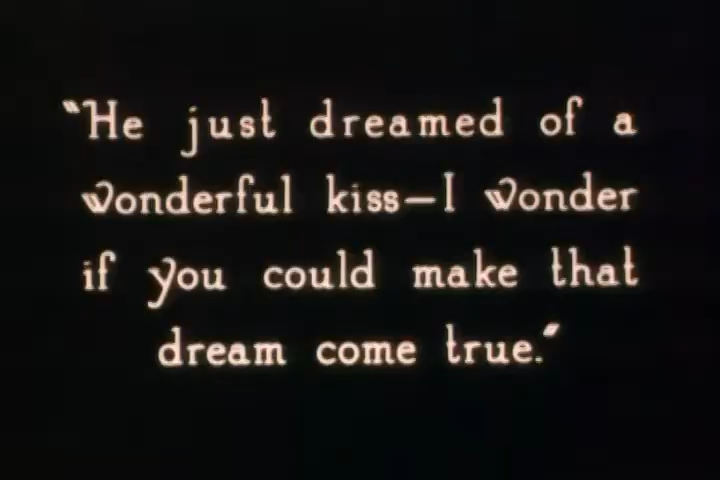 "He just dreamed of a
wonderful kiss—I wonder
if you could make that
dream come true."